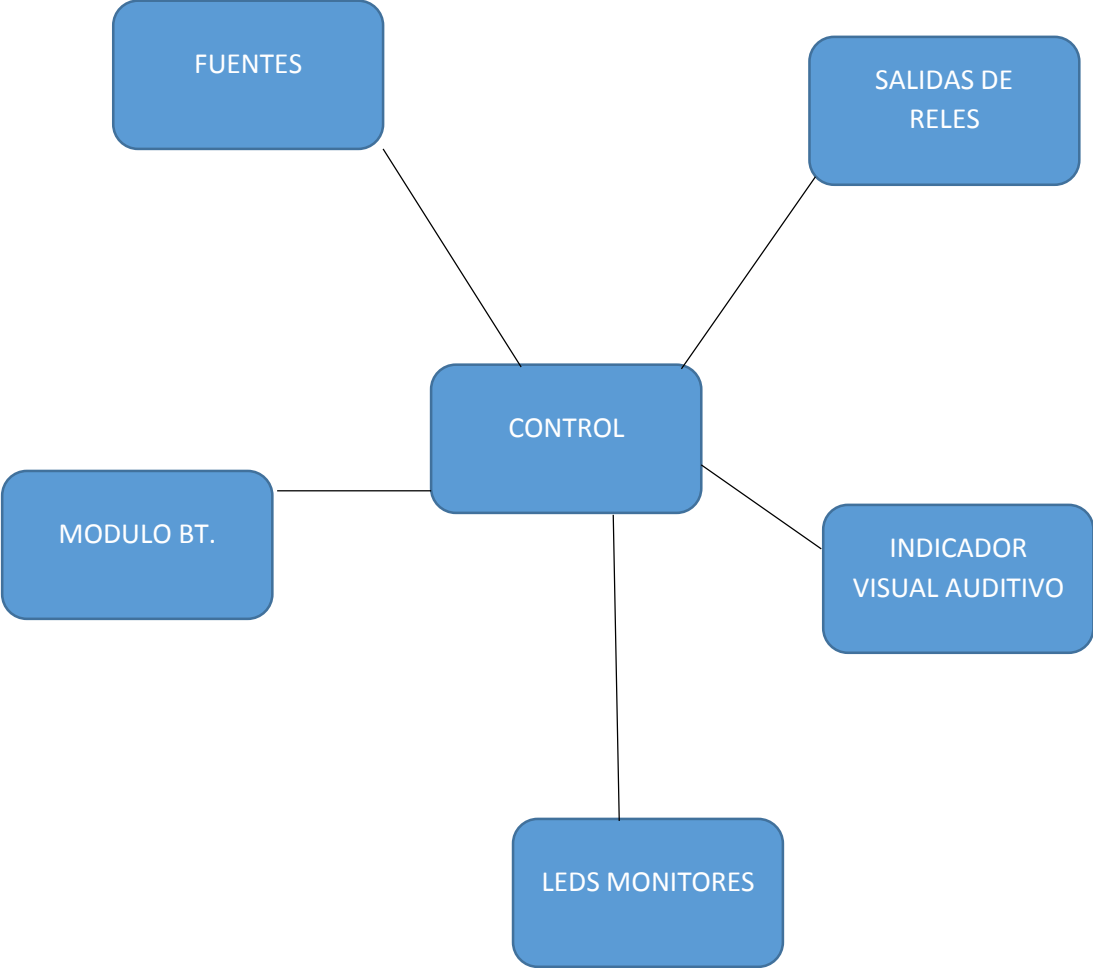 FUENTES
SALIDAS DE
RELES
CONTROL
MODULO BT.
INDICADOR
VISUAL AUDITIVO
LEDS MONITORES